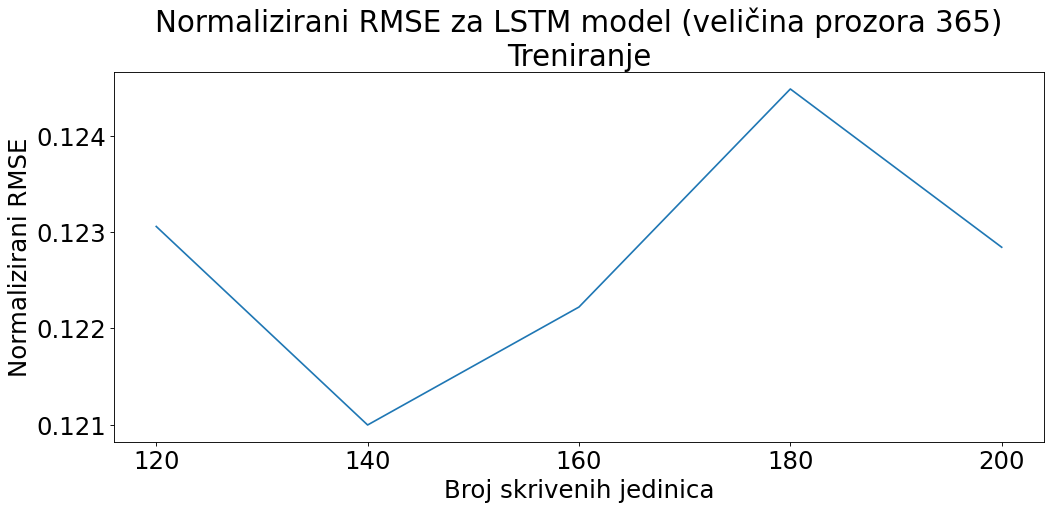 Normalizirani RMSE za LSTM model (veličina prozora 365)
Treniranje
Normalizirani RMSE
0.124
0.123
0.122
0.121
120 140 160 180 200
Broj skrivenih jedinica